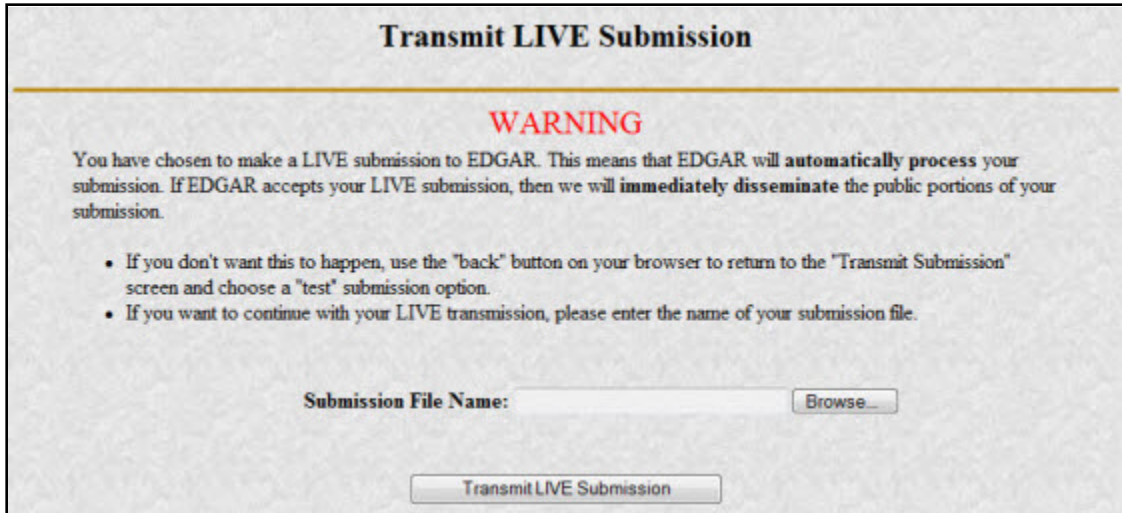 Transmit LIVE Submission
WARNING
You have chosen to make a LIVE submission to EDGAR. This means that EDGAR will automatically process your
submission. If EDGAR accepts your LIVE submission, then we will immediately disseminate the public portions of your
submission.
• If you don't want this to happen, use the "back" button on your browser to return to the "Transmit Submission"
screen and choose a "test" submission option.
• If you want to continue with your LIVE transmission, please enter the name of your submission file.
Submission File Name: Browse...
Transmit LIVE Submission